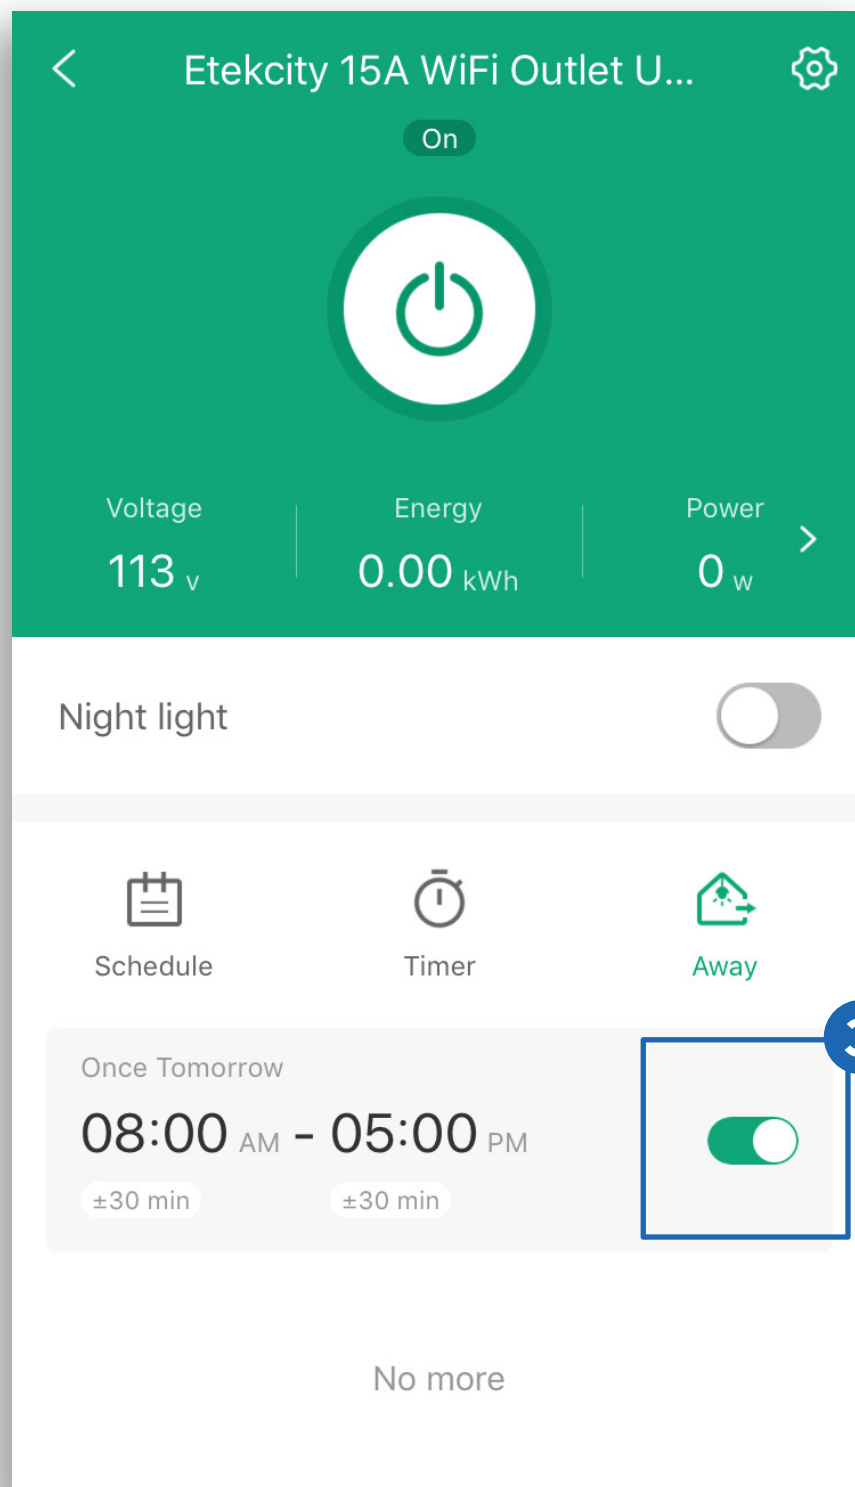 Etekcity 15A WiFi Outlet U...
On
Voltage Energy Power
113 v 0.00 kWh 0 w
Night light
Schedule Timer Away
Once Tomorrow
08:00 AM - 05:00 PM
±30 min ±30 min
No more